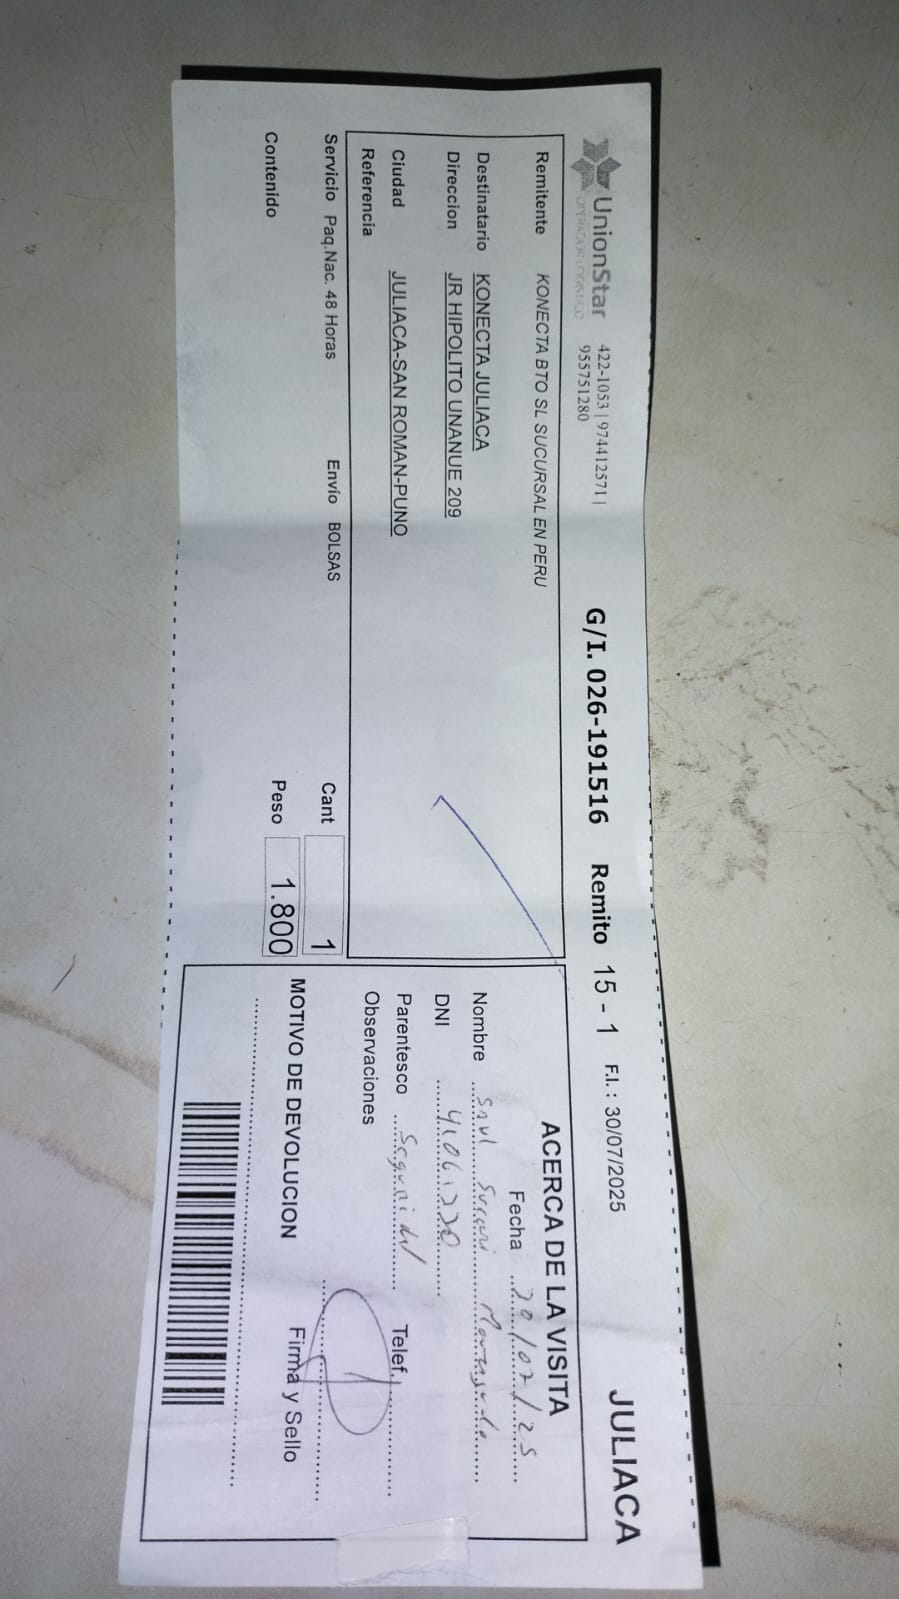 UnionStar
OPERADOR LOGISTICO
422-1053 | 974412571 |
955751280
G/I. 026-191516 Remito 15 - 1 F.I.: 30/07/2025 JULIACA
Remitente KONECTA BTO SL SUCURSAL EN PERU
Destinatario KONECTA JULIACA
Direccion JR HIPOLITO UNANUE 209
Ciudad JULIACA-SAN ROMAN-PUNO
Referencia
Servicio Paq.Nac. 48 Horas Envío BOLSAS Cant 1
Contenido Peso 1.800
ACERCA DE LA VISITA
Fecha 30/07/25
Nombre Saul Sucari
DNI
Parentesco Telef.
Observaciones
MOTIVO DE DEVOLUCION Firma y Sello